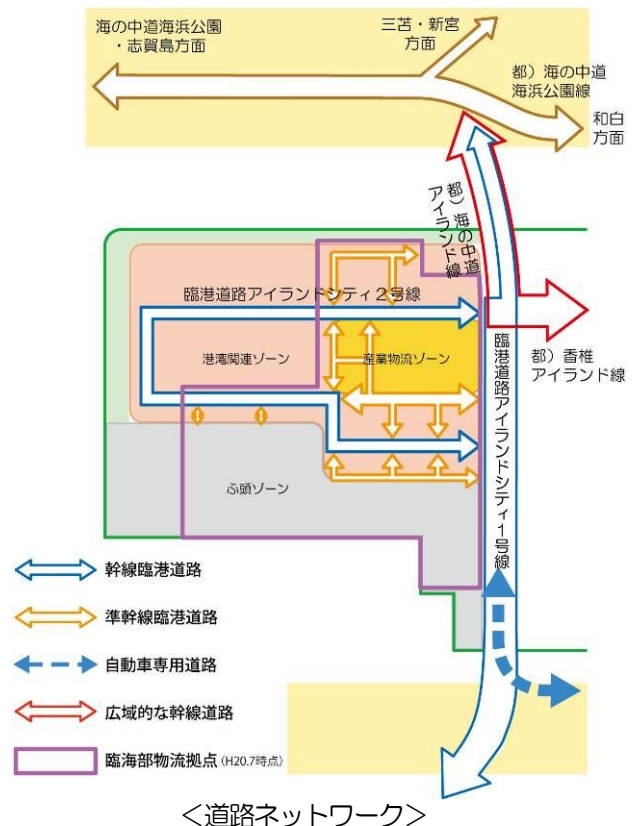 海の中道海浜公園
・志賀島方面
三苫・新宮
方面
都）海の中道
海浜公園線
和白
方面
都）海の中道
アイランド線
臨港道路アイランドシティ２号線
港湾関連ゾーン
産業物流ゾーン
都）香椎
アイランド線
臨港道路アイランドシティ１号線
ふ頭ゾーン
幹線臨港道路
準幹線臨港道路
自動車専用道路
広域的な幹線道路
臨海部物流拠点（H20.7時点）
＜道路ネットワーク＞